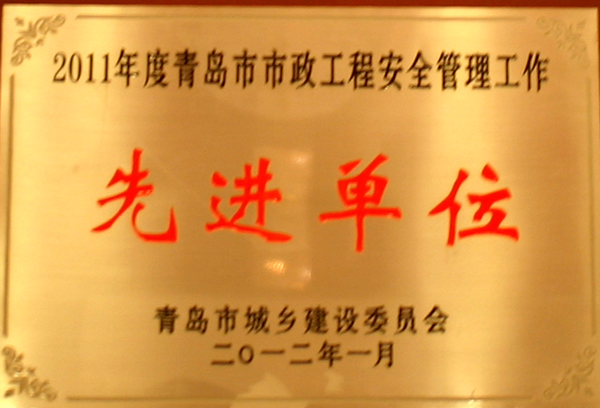 2011年度青岛市市政工程安全管理工作
先进单位
青岛市城乡建设委员会
二〇一二年一月